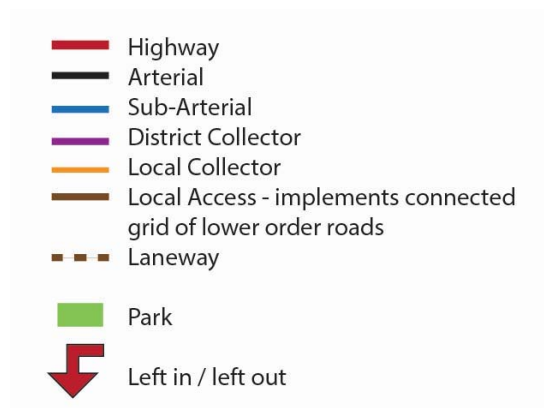 Highway
Arterial
Sub-Arterial
District Collector
Local Collector
Local Access - implements connected
grid of lower order roads
Laneway
Park
Left in / left out